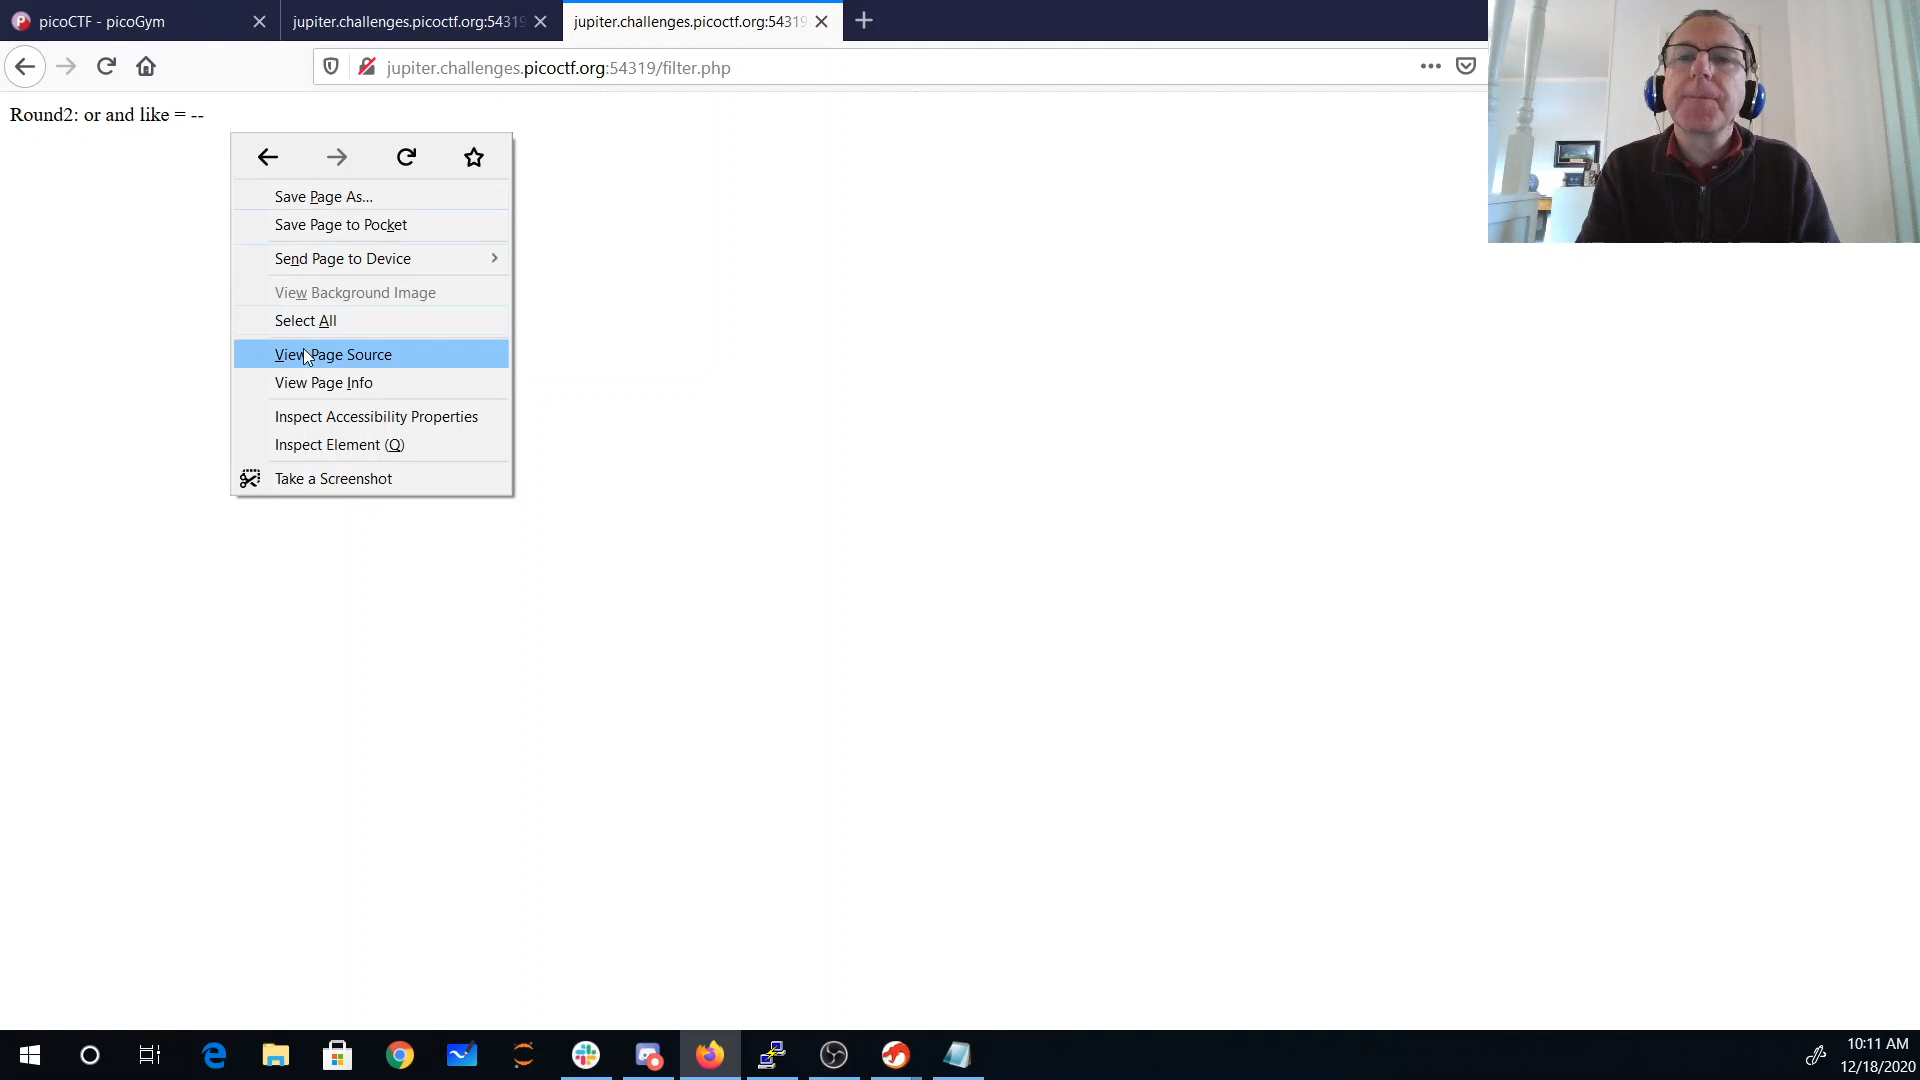 picoCTF - picoGym
jupiter.challenges.picoctf.org:54319
jupiter.challenges.picoctf.org:54319
jupiter.challenges.picoctf.org:54319/filter.php
Round2: or and like = --
Save Page As...
Save Page to Pocket
Send Page to Device
View Background Image
Select All
View Page Source
View Page Info
Inspect Accessibility Properties
Inspect Element (Q)
Take a Screenshot
10:11 AM
12/18/2020